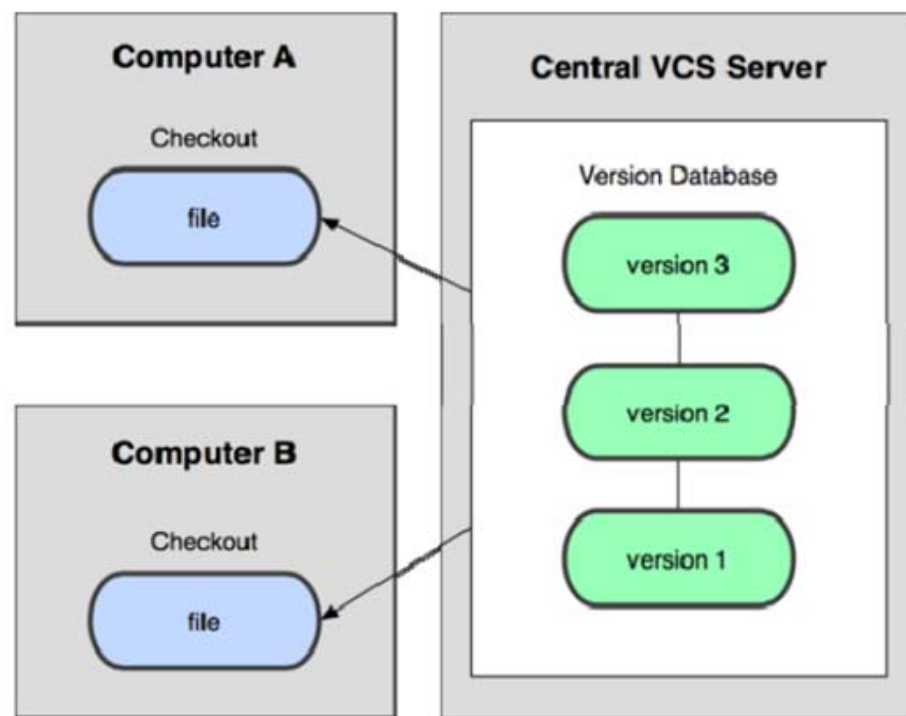 Computer A
Checkout
file
Computer B
Checkout
file
Central VCS Server
Version Database
version 3
version 2
version 1